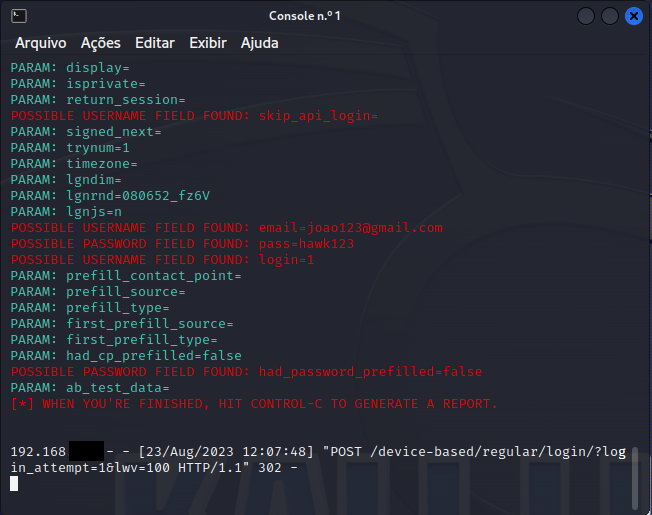 Console n.º 1
Arquivo Ações Editar Exibir Ajuda
PARAM: display=
PARAM: isprivate=
PARAM: return_session=
POSSIBLE USERNAME FIELD FOUND: skip_api_login=
PARAM: signed_next=
PARAM: trynum=1
PARAM: timezone=
PARAM: lgndim=
PARAM: lgnrnd=080652_fz6V
PARAM: lgnjs=n
POSSIBLE USERNAME FIELD FOUND: email=joao123@gmail.com
POSSIBLE PASSWORD FIELD FOUND: pass=hawk123
POSSIBLE USERNAME FIELD FOUND: login=1
PARAM: prefill_contact_point=
PARAM: prefill_source=
PARAM: prefill_type=
PARAM: first_prefill_source=
PARAM: first_prefill_type=
PARAM: had_cp_prefilled=false
POSSIBLE PASSWORD FIELD FOUND: had_password_prefilled=false
PARAM: ab_test_data=
[*] WHEN YOU'RE FINISHED, HIT CONTROL-C TO GENERATE A REPORT.
192.168 - - [23/Aug/2023 12:07:48] "POST /device-based/regular/login/?log
in_attempt=1&lwv=100 HTTP/1.1" 302 -